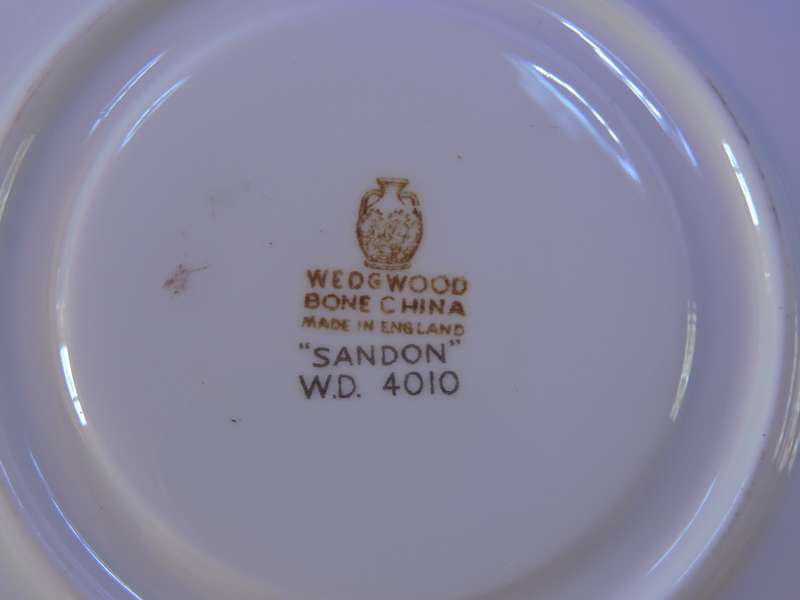 WEDGWOOD
BONE CHINA
MADE IN ENGLAND
"SANDON"
W.D. 4010